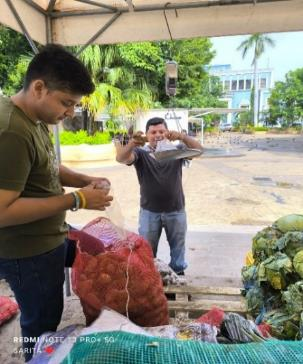 REDMI NOTE 13 PRO+ 5G
SARITA❤️